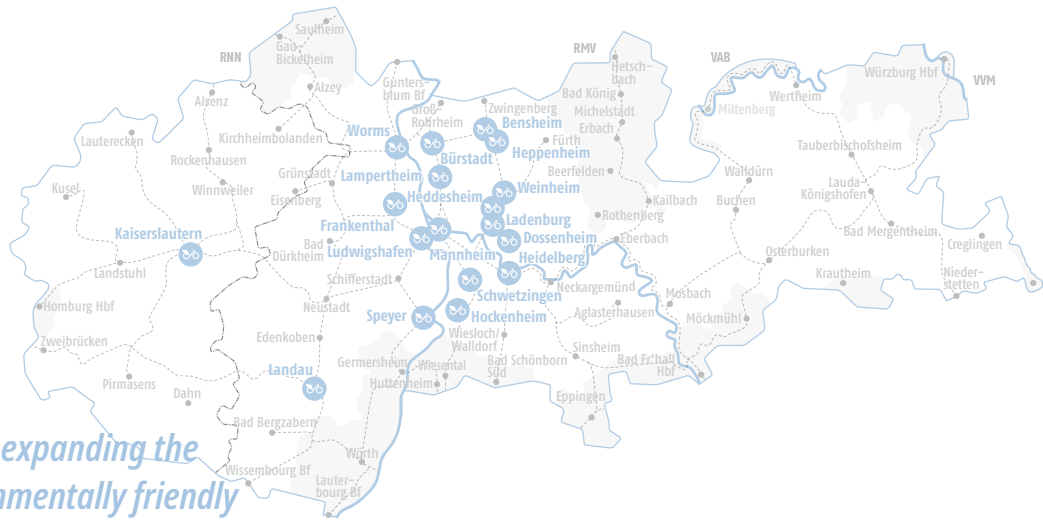 Saulheim
Gau-
Bickelheim
RNN
RMV
VAB
VVM
Hetsch-
bach
Würzburg Hbf
Alzey
Alsenz
Gunters-
blum Bf
Groß-
Rohrheim
Zwingenberg
Bensheim
Bad König
Michelstadt
Erbach
Wertheim
Miltenberg
Lauterecken
Kirchheimbolanden
Worms
Fürth
Heppenheim
Bürstadt
Tauberbischofsheim
Rockenhausen
Grünstadt
Lampertheim
Beerfelden
Walldürn
Kusel
Winnweiler
Eisenberg
Heddesheim
Weinheim
Kailbach
Buchen
Lauda-
Königshofen
Rothenberg
Frankenthal
Ladenburg
Kaiserslautern
Bad
Dürkheim
Ludwigshafen
Mannheim
Dossenheim
Heidelberg
Eberbach
Bad Mergentheim
Creglingen
Osterburken
Landstuhl
Schifferstadt
Neckargemünd
Krautheim
Nieder-
stetten
Homburg Hbf
Neustadt
Schwetzingen
Mosbach
Aglasterhausen
Speyer
Hockenheim
Möckmühl
Zweibrücken
Edenkoben
Wiesloch/
Walldorf
Sinsheim
Landau
Germersheim
Wiesental
Bad Schönborn
Süd
Bad Fr'hall
Hbf
Pirmasens
Huttenheim
Dahn
Eppingen
Bad Bergzabern
expanding the
Wörth
Wissembourg Bf
Lauter-
bourg Bf
nmentally friendly